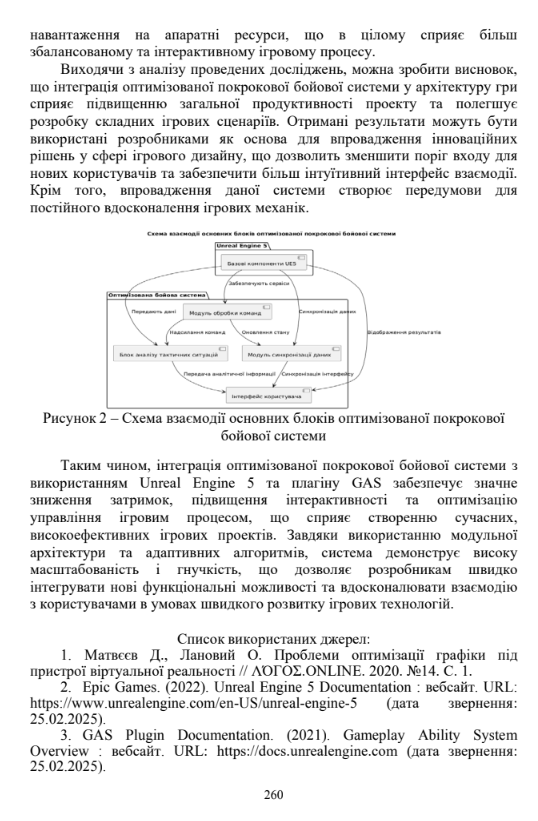 навантаження на апаратні ресурси, що в цілому сприяє більш
збалансованому та інтерактивному ігровому процесу.
Виходячи з аналізу проведених досліджень, можна зробити висновок,
що інтеграція оптимізованої покрокової бойової системи у архітектуру гри
сприяє підвищенню загальної продуктивності проекту та полегшує
розробку складних ігрових сценаріїв. Отримані результати можуть бути
використані розробниками як основа для впровадження інноваційних
рішень у сфері ігрового дизайну, що дозволить зменшити поріг входу для
нових користувачів та забезпечити більш інтуїтивний інтерфейс взаємодії.
Крім того, впровадження даної системи створює передумови для
постійного вдосконалення ігрових механік.
Схема взаємодії основних блоків оптимізованої покрокової бойової системи
Unreal Engine 5
Базові компоненти UE5
Забезпечують сервіси
Оптимізована бойова система
Передають дані
Модуль обробки команд
Синхронізація даних
Надсилання команд
Оновлення стану
Відображення результатів
Блок аналізу тактичних ситуацій
Модуль синхронізації даних
Передача аналітичної інформації
Синхронізація інтерфейсу
Інтерфейс користувача
Рисунок 2 – Схема взаємодії основних блоків оптимізованої покрокової
бойової системи
Таким чином, інтеграція оптимізованої покрокової бойової системи з
використанням Unreal Engine 5 та плагіну GAS забезпечує значне
зниження затримок, підвищення інтерактивності та оптимізацію
управління ігровим процесом, що сприяє створенню сучасних,
високоефективних ігрових проектів. Завдяки використанню модульної
архітектури та адаптивних алгоритмів, система демонструє високу
масштабованість і гнучкість, що дозволяє розробникам швидко
інтегрувати нові функціональні можливості та вдосконалювати взаємодію
з користувачами в умовах швидкого розвитку ігрових технологій.
Список використаних джерел:
1. Матвєєв Д., Лановий О. Проблеми оптимізації графіки під
пристрої віртуальної реальності // ΛΌГОΣ.ONLINE. 2020. №14. С. 1.
2. Epic Games. (2022). Unreal Engine 5 Documentation : вебсайт. URL:
https://www.unrealengine.com/en-US/unreal-engine-5 (дата звернення:
25.02.2025).
3. GAS Plugin Documentation. (2021). Gameplay Ability System
Overview : вебсайт. URL: https://docs.unrealengine.com (дата звернення:
25.02.2025).
260